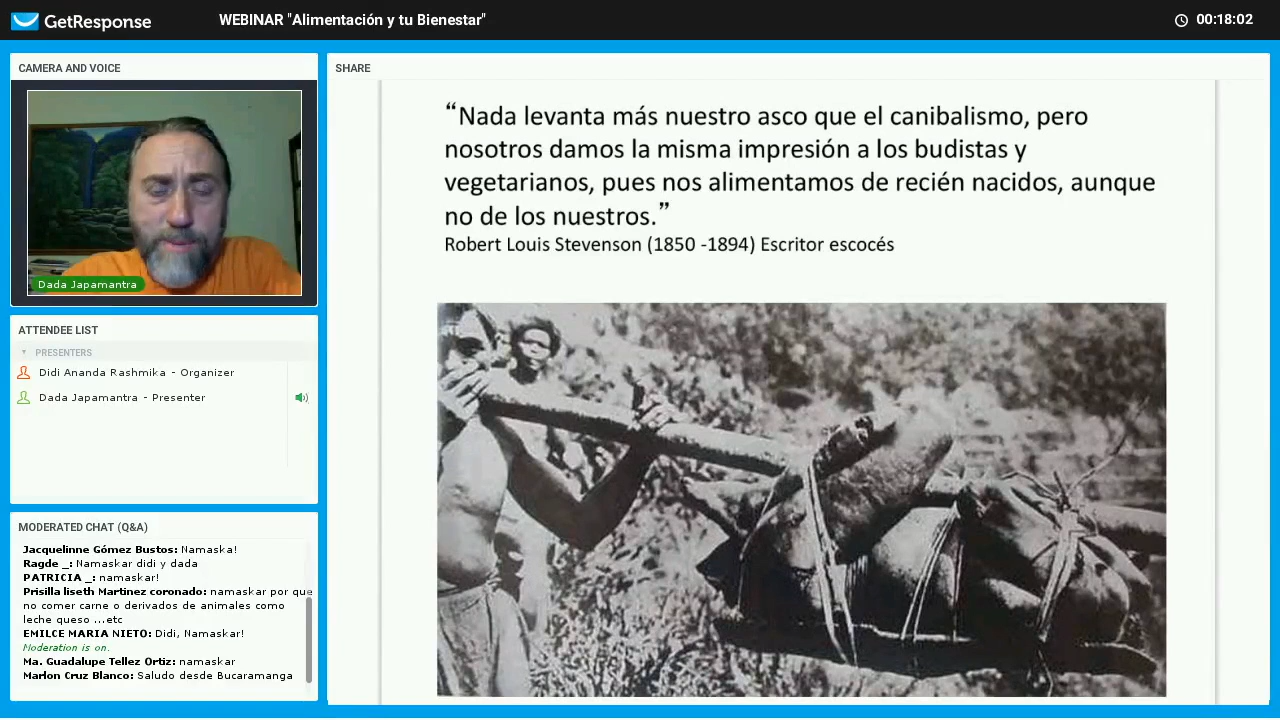 GetResponse
WEBINAR "Alimentación y tu Bienestar"
00:18:02
CAMERA AND VOICE
Dada Japamantra
ATTENDEE LIST
PRESENTERS
Didi Ananda Rashmika - Organizer
Dada Japamantra - Presenter
MODERATED CHAT (Q&A)
Jacquelinne Gómez Bustos: Namaska!
Ragde _: Namaskar didi y dada
PATRICIA _: namaskar!
Prisilla liseth Martinez coronado: namaskar por que
no comer carne o derivados de animales como
leche queso ...etc
EMILCE MARIA NIETO: Didi, Namaskar!
Moderation is on.
Ma. Guadalupe Tellez Ortiz: namaskar
Marlon Cruz Blanco: Saludo desde Bucaramanga
SHARE
“Nada levanta más nuestro asco que el canibalismo, pero
nosotros damos la misma impresión a los budistas y
vegetarianos, pues nos alimentamos de recién nacidos, aunque
no de los nuestros.”
Robert Louis Stevenson (1850 -1894) Escritor escocés